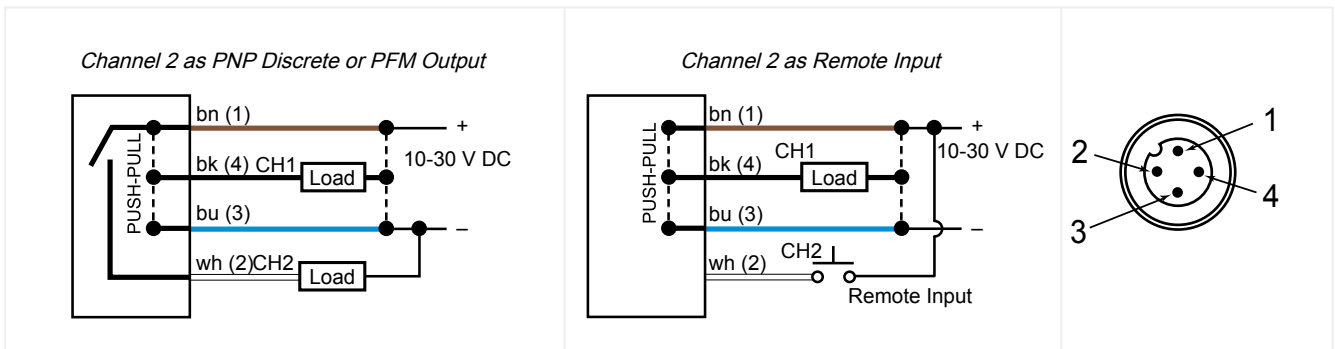 Channel 2 as PNP Discrete or PFM Output
PUSH-PULL
bn (1)
+
10-30 V DC
bk (4) CH1
Load
bu (3)
–
wh (2)CH2
Load
Channel 2 as Remote Input
PUSH-PULL
bn (1)
+
10-30 V DC
bk (4)
CH1
Load
bu (3)
–
wh (2)
CH2
Remote Input
1
2
4
3